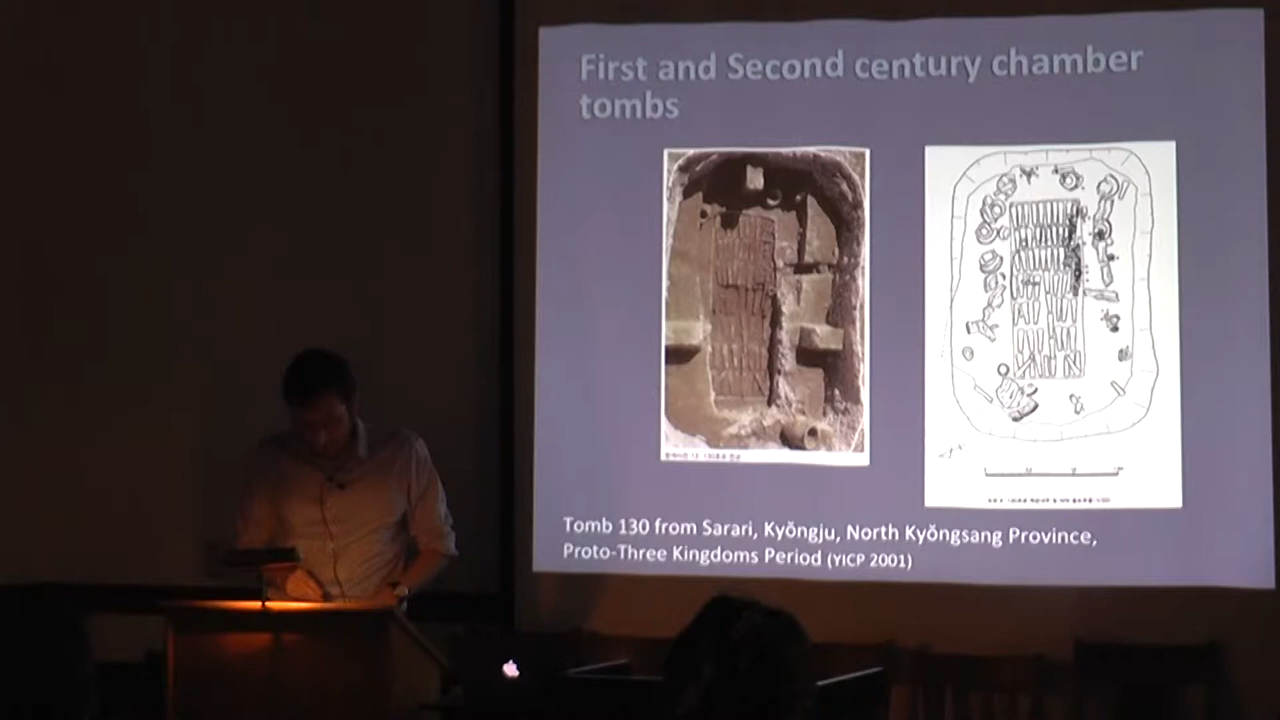 First and Second century chamber
tombs
Tomb 130 from Sarari, Kyŏngju, North Kyŏngsang Province,
Proto-Three Kingdoms Period (YICP 2001)